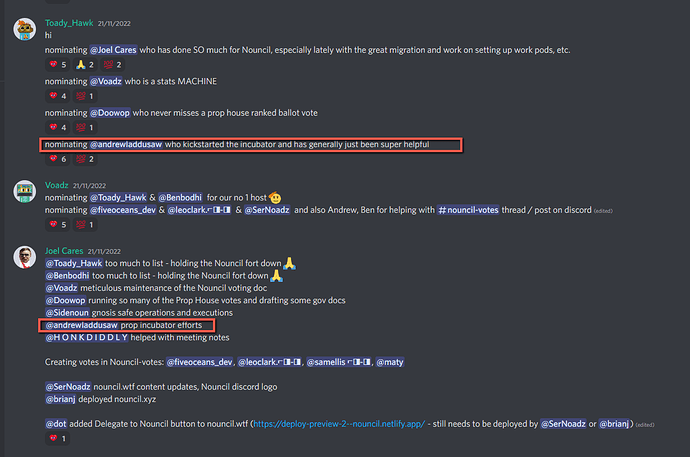 Toady_Hawk 21/11/2022
hi
nominating @Joel Cares who has done SO much for Nouncil, especially lately with the great migration and work on setting up work pods, etc.
5 2 2
nominating @Voadz who is a stats MACHINE
4 1
nominating @Doowop who never misses a prop house ranked ballot vote
4 1
nominating @andrewladdusaw who kickstarted the incubator and has generally just been super helpful
6 2
Voadz 21/11/2022
nominating @Toady_Hawk & @Benbodhi for our no 1 host
nominating @fiveoceans_dev & @leoclark.⌐◨-◨ & @SerNoadz and also Andrew, Ben for helping with #nouncil-votes thread / post on discord (edited)
5 1
Joel Cares 21/11/2022
@Toady_Hawk too much to list - holding the Nouncil fort down
@Benbodhi too much to list - holding the Nouncil fort down
@Voadz meticulous maintenance of the Nouncil voting doc
@Doowop running so many of the Prop House votes and drafting some gov docs
@Sidenoun gnosis safe operations and executions
@andrewladdusaw prop incubator efforts
@H O N K D I D D L Y helped with meeting notes
Creating votes in Nouncil-votes: @fiveoceans_dev, @leoclark.⌐◨-◨, @samellis ⌐◨-◨, @maty
@SerNoadz nouncil.wtf content updates, Nouncil discord logo
@brianj deployed nouncil.xyz
@dot added Delegate to Nouncil button to nouncil.wtf (https://deploy-preview-2--nouncil.netlify.app/ - still needs to be deployed by @SerNoadz or @brianj) (edited)
1